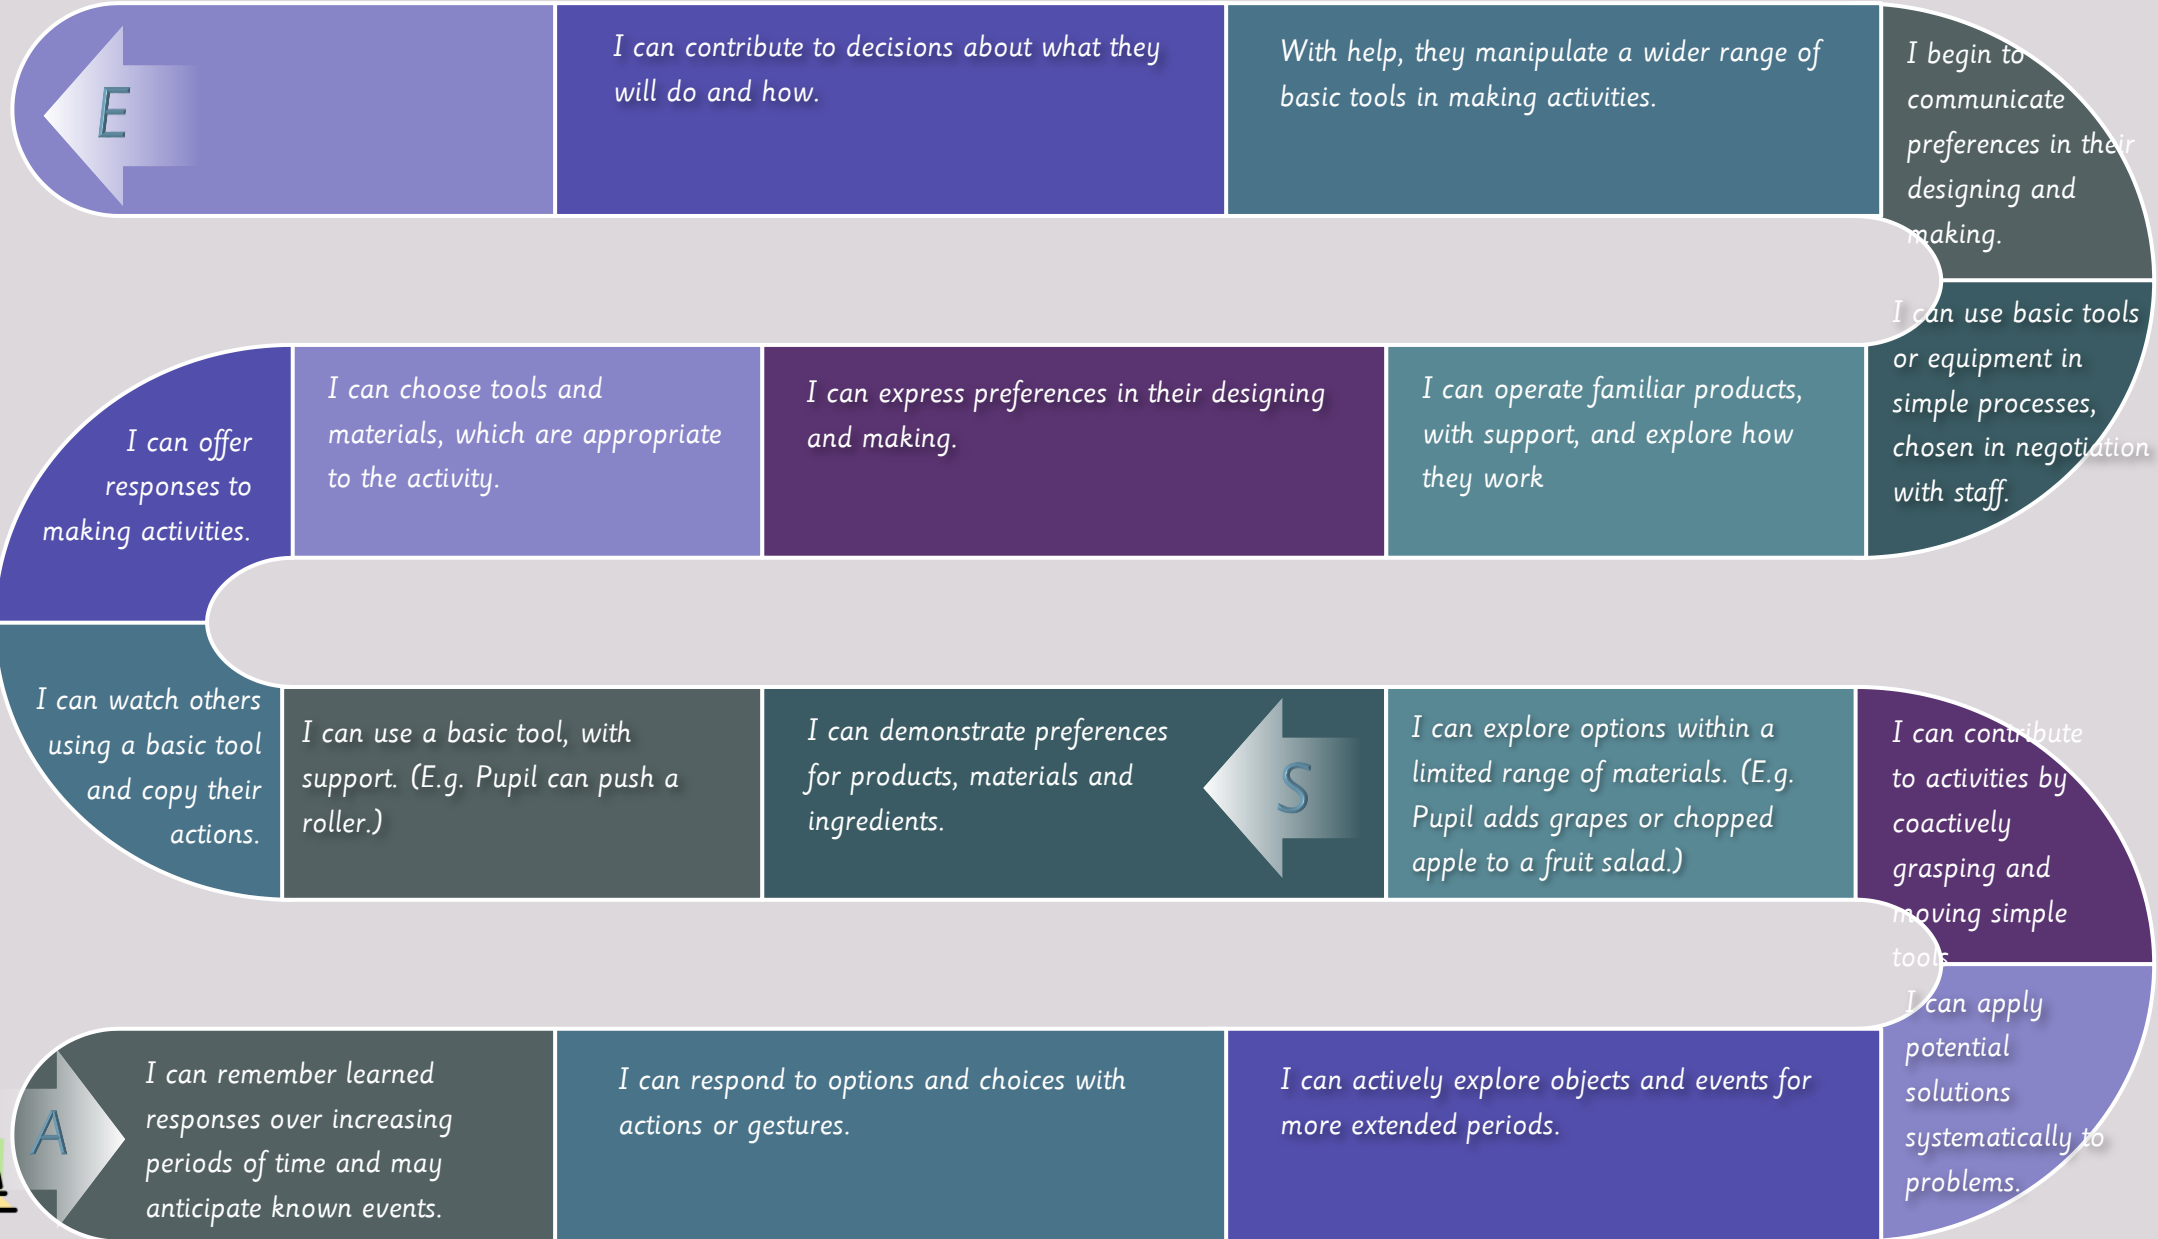 E
I can contribute to decisions about what they
will do and how.
With help, they manipulate a wider range of
basic tools in making activities.
I begin to
communicate
preferences in their
designing and
making.
I can offer
responses to
making activities.
I can choose tools and
materials, which are appropriate
to the activity.
I can express preferences in their designing
and making.
I can operate familiar products,
with support, and explore how
they work
I can use basic tools
or equipment in
simple processes,
chosen in negotiation
with staff.
I can watch others
using a basic tool
and copy their
actions.
I can use a basic tool, with
support. (E.g. Pupil can push a
roller.)
I can demonstrate preferences
for products, materials and
ingredients.
S
I can explore options within a
limited range of materials. (E.g.
Pupil adds grapes or chopped
apple to a fruit salad.)
I can contribute
to activities by
coactively
grasping and
moving simple
tools
A
I can remember learned
responses over increasing
periods of time and may
anticipate known events.
I can respond to options and choices with
actions or gestures.
I can actively explore objects and events for
more extended periods.
I can apply
potential
solutions
systematically to
problems.